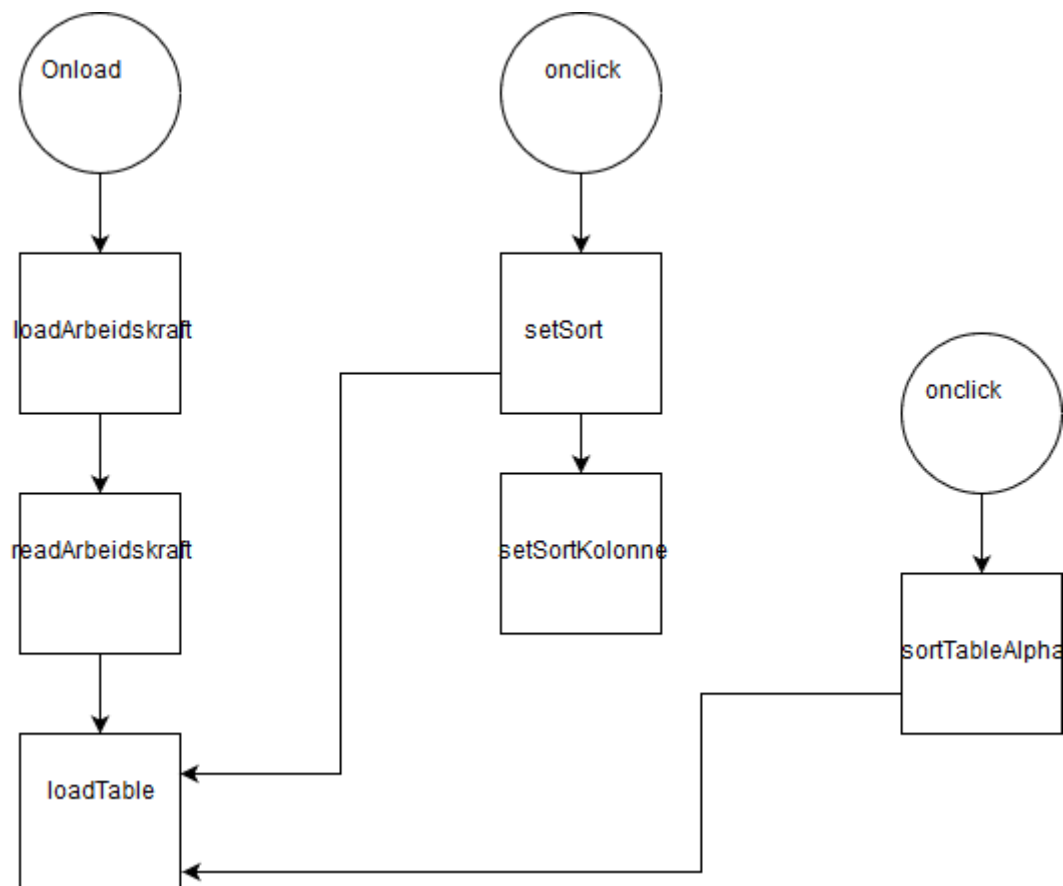 Onload
onclick
loadArbeidskraft
setSort
onclick
readArbeidskraft
setSortKolonne
sortTableAlpha
loadTable